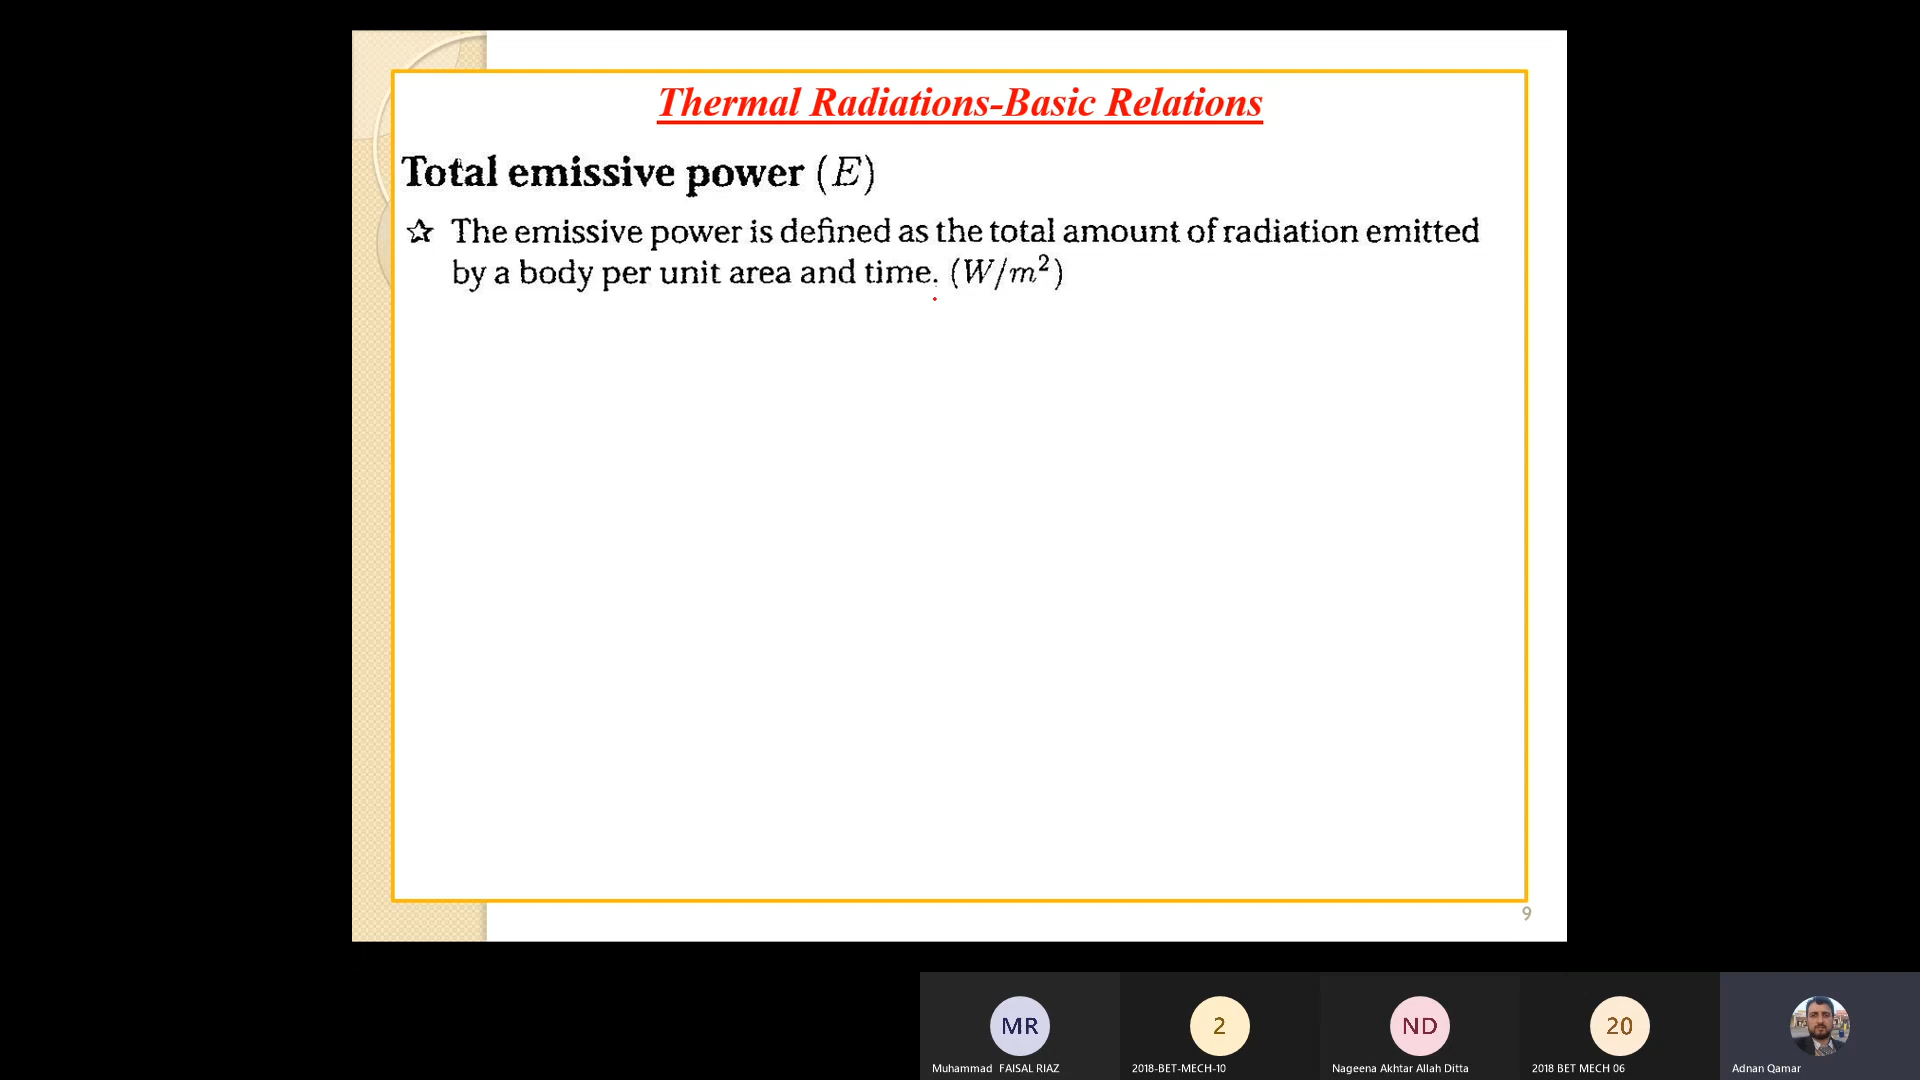 Thermal Radiations-Basic Relations
Total emissive power (E)
☆ The emissive power is defined as the total amount of radiation emitted
by a body per unit area and time. (W/m²)
9
MR
2
ND
20
Muhammad FAISAL RIAZ
2018-BET-MECH-10
Nageena Akhtar Allah Ditta
2018 BET MECH 06
Adnan Qamar